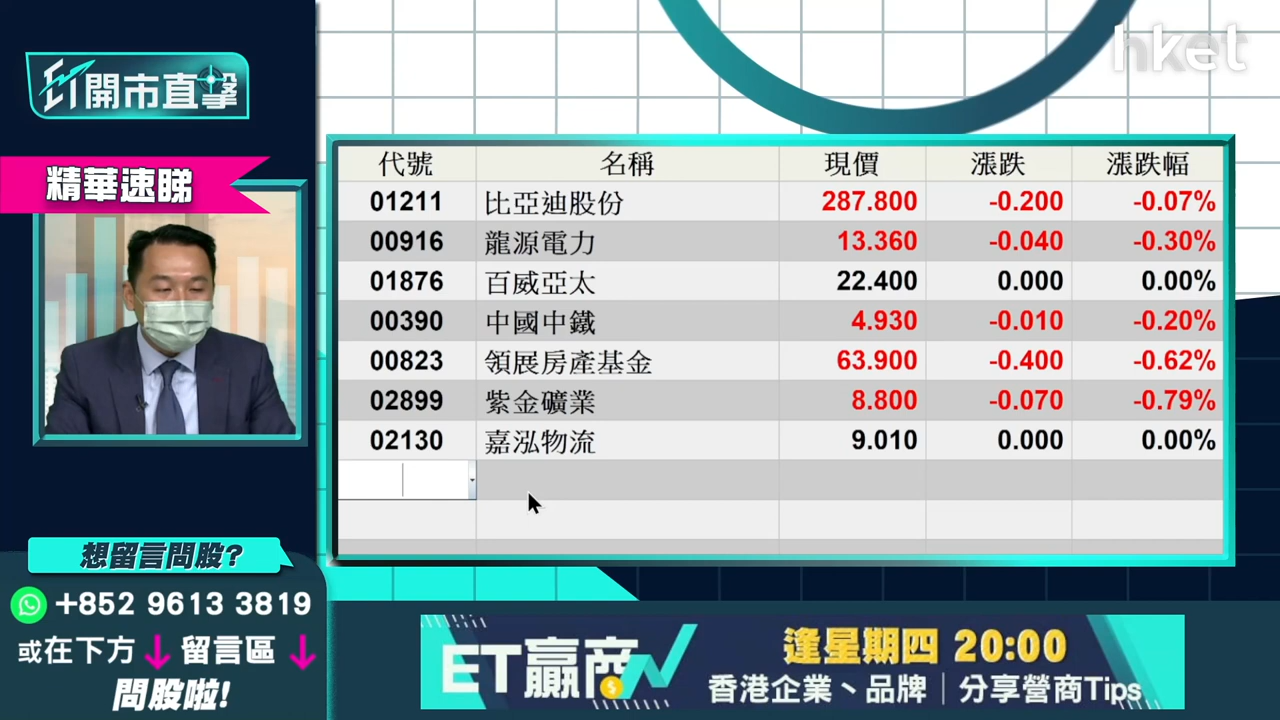 hket
ET開市直擊
精華速睇
代號 名稱 現價 漲跌 漲跌幅
01211 比亞迪股份 287.800 -0.200 -0.07%
00916 龍源電力 13.360 -0.040 -0.30%
01876 百威亞太 22.400 0.000 0.00%
00390 中國中鐵 4.930 -0.010 -0.20%
00823 領展房產基金 63.900 -0.400 -0.62%
02899 紫金礦業 8.800 -0.070 -0.79%
02130 嘉泓物流 9.010 0.000 0.00%
想留言問股?
+852 9613 3819
或在下方↓留言區↓
問股啦!
ET贏商
逢星期四 20:00
香港企業、品牌|分享營商Tips